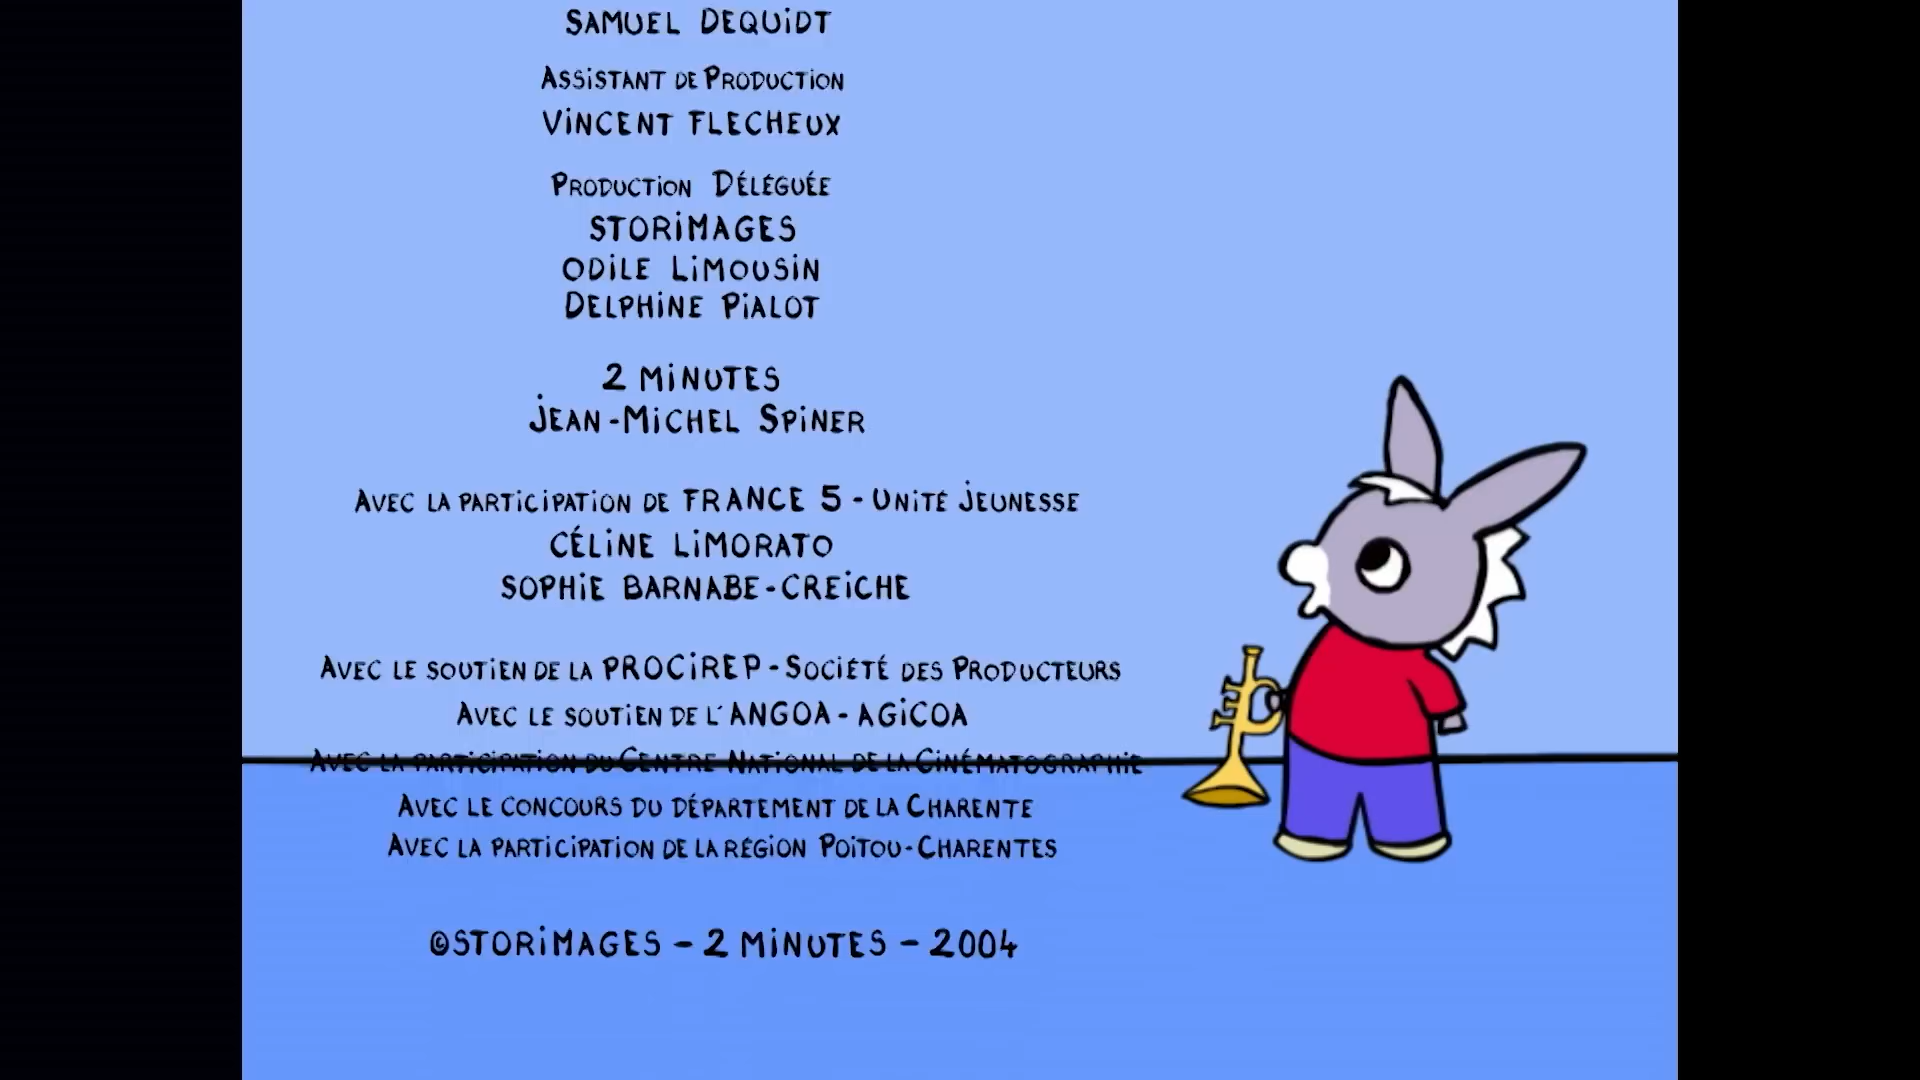 SAMUEL DEQUIDT
ASSISTANT DE PRODUCTION
VINCENT FLECHEUX
PRODUCTION DÉLÉGUÉE
STORIMAGES
ODILE LIMOUSIN
DELPHINE PIALOT
2 MINUTES
JEAN-MICHEL SPINER
AVEC LA PARTICIPATION DE FRANCE 5 - UNITÉ JEUNESSE
CÉLINE LIMORATO
SOPHIE BARNABE-CREICHE
AVEC LE SOUTIEN DE LA PROCIREP - SOCIÉTÉ DES PRODUCTEURS
AVEC LE SOUTIEN DE L'ANGOA - AGICOA
AVEC LA PARTICIPATION DU CENTRE NATIONAL DE LA CINÉMATOGRAPHIE
AVEC LE CONCOURS DU DÉPARTEMENT DE LA CHARENTE
AVEC LA PARTICIPATION DE LA RÉGION POITOU-CHARENTES
©STORIMAGES - 2 MINUTES - 2004